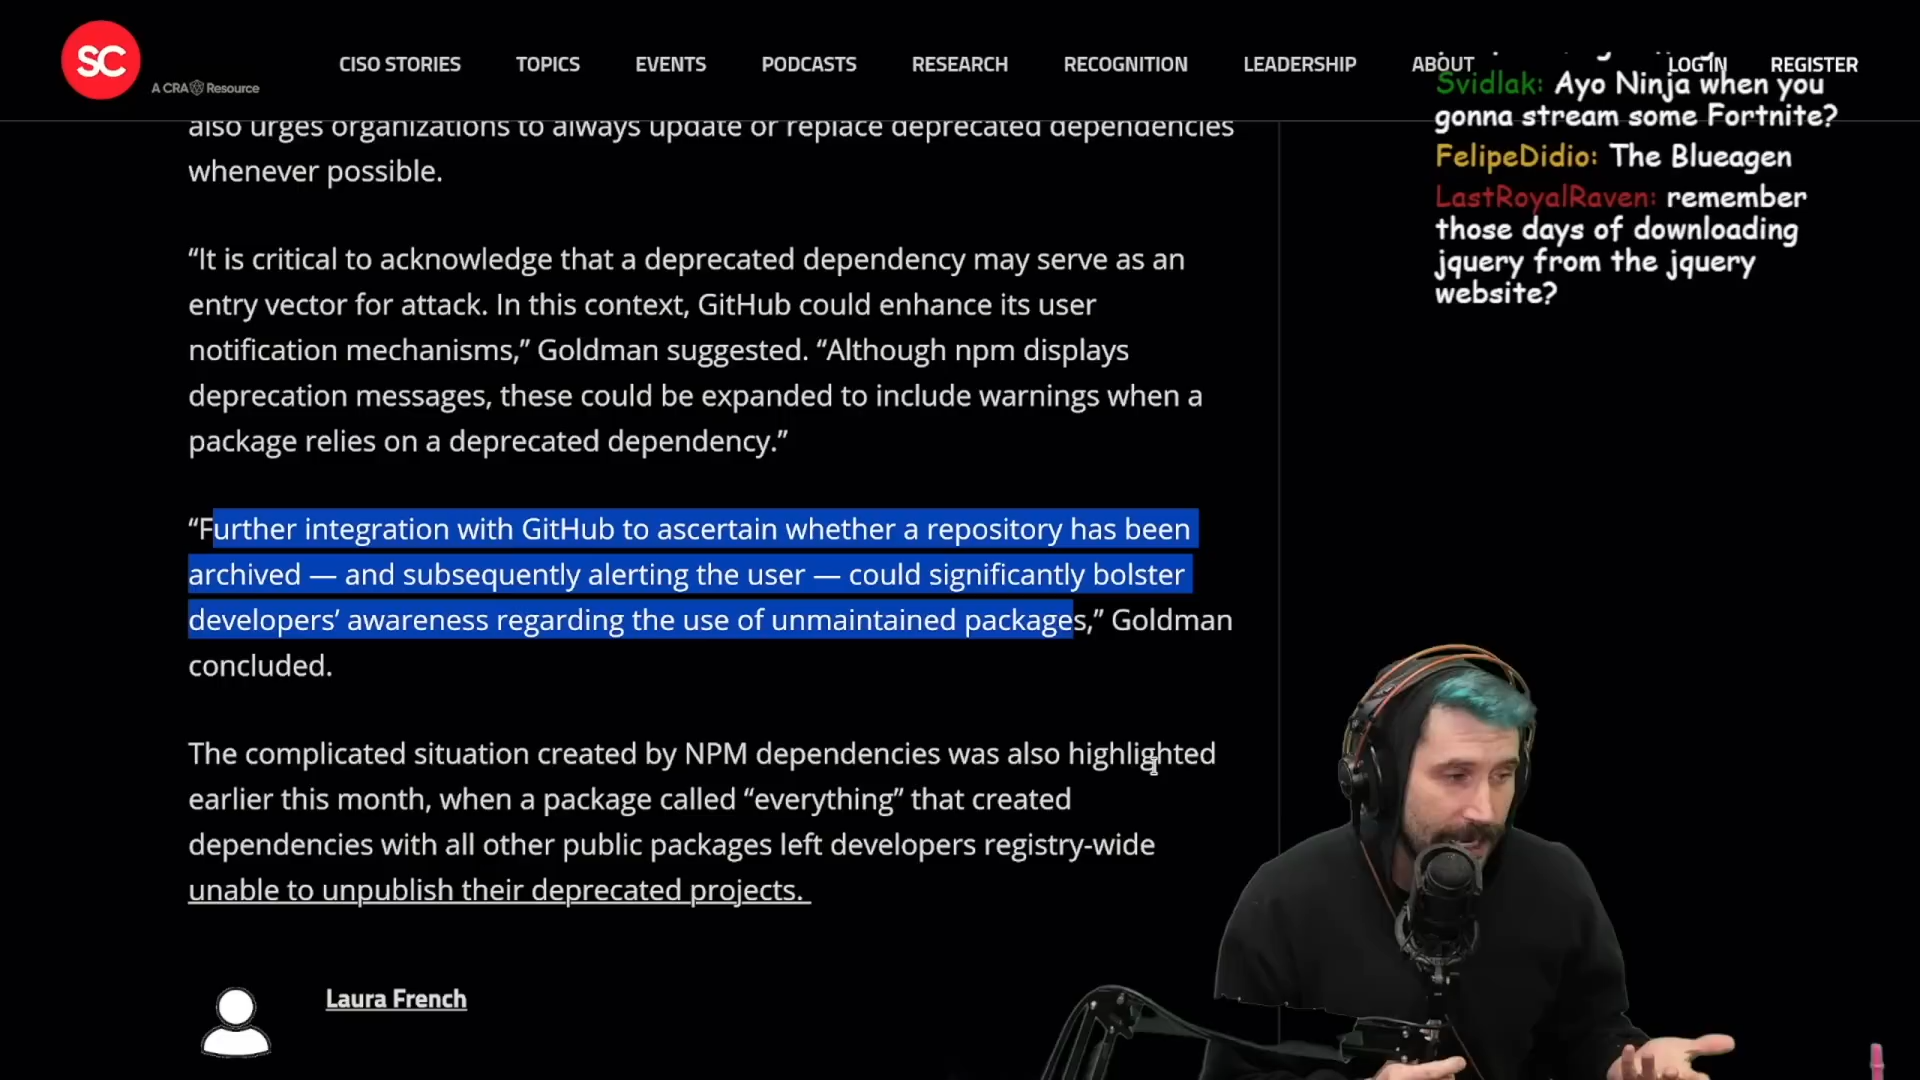 SC
A CRA Resource
CISO STORIES
TOPICS
EVENTS
PODCASTS
RESEARCH
RECOGNITION
LEADERSHIP
ABOUT
LOG IN
REGISTER
also urges organizations to always update or replace deprecated dependencies
whenever possible.
“It is critical to acknowledge that a deprecated dependency may serve as an
entry vector for attack. In this context, GitHub could enhance its user
notification mechanisms,” Goldman suggested. “Although npm displays
deprecation messages, these could be expanded to include warnings when a
package relies on a deprecated dependency.”
“Further integration with GitHub to ascertain whether a repository has been
archived — and subsequently alerting the user — could significantly bolster
developers’ awareness regarding the use of unmaintained packages,” Goldman
concluded.
The complicated situation created by NPM dependencies was also highlighted
earlier this month, when a package called “everything” that created
dependencies with all other public packages left developers registry-wide
unable to unpublish their deprecated projects.
Laura French
Svidlak: Ayo Ninja when you
gonna stream some Fortnite?
FelipeDidio: The Blueagen
LastRoyalRaven: remember
those days of downloading
jquery from the jquery
website?